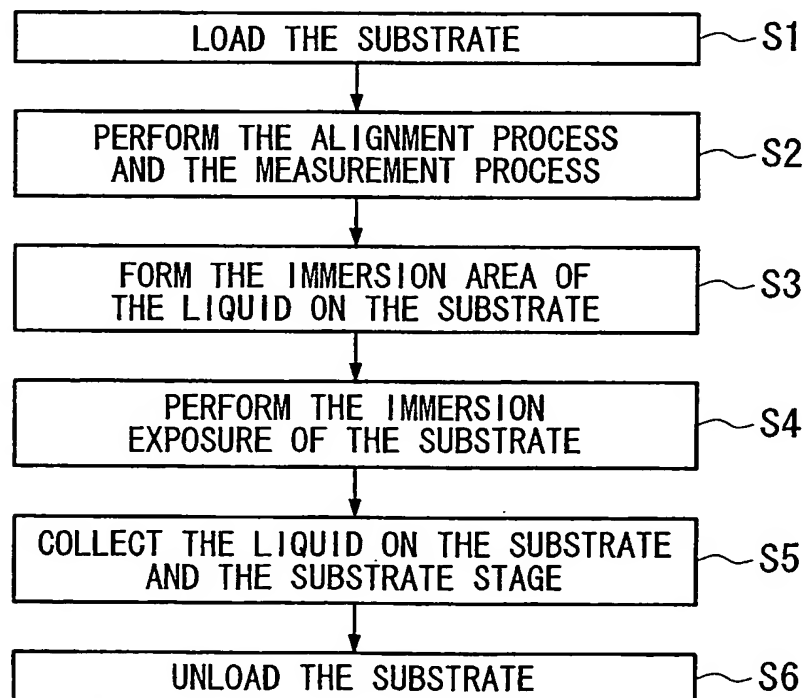 LOAD THE SUBSTRATE
S1
PERFORM THE ALIGNMENT PROCESS
AND THE MEASUREMENT PROCESS
S2
FORM THE IMMERSION AREA OF
THE LIQUID ON THE SUBSTRATE
S3
PERFORM THE IMMERSION
EXPOSURE OF THE SUBSTRATE
S4
COLLECT THE LIQUID ON THE SUBSTRATE
AND THE SUBSTRATE STAGE
S5
UNLOAD THE SUBSTRATE
S6